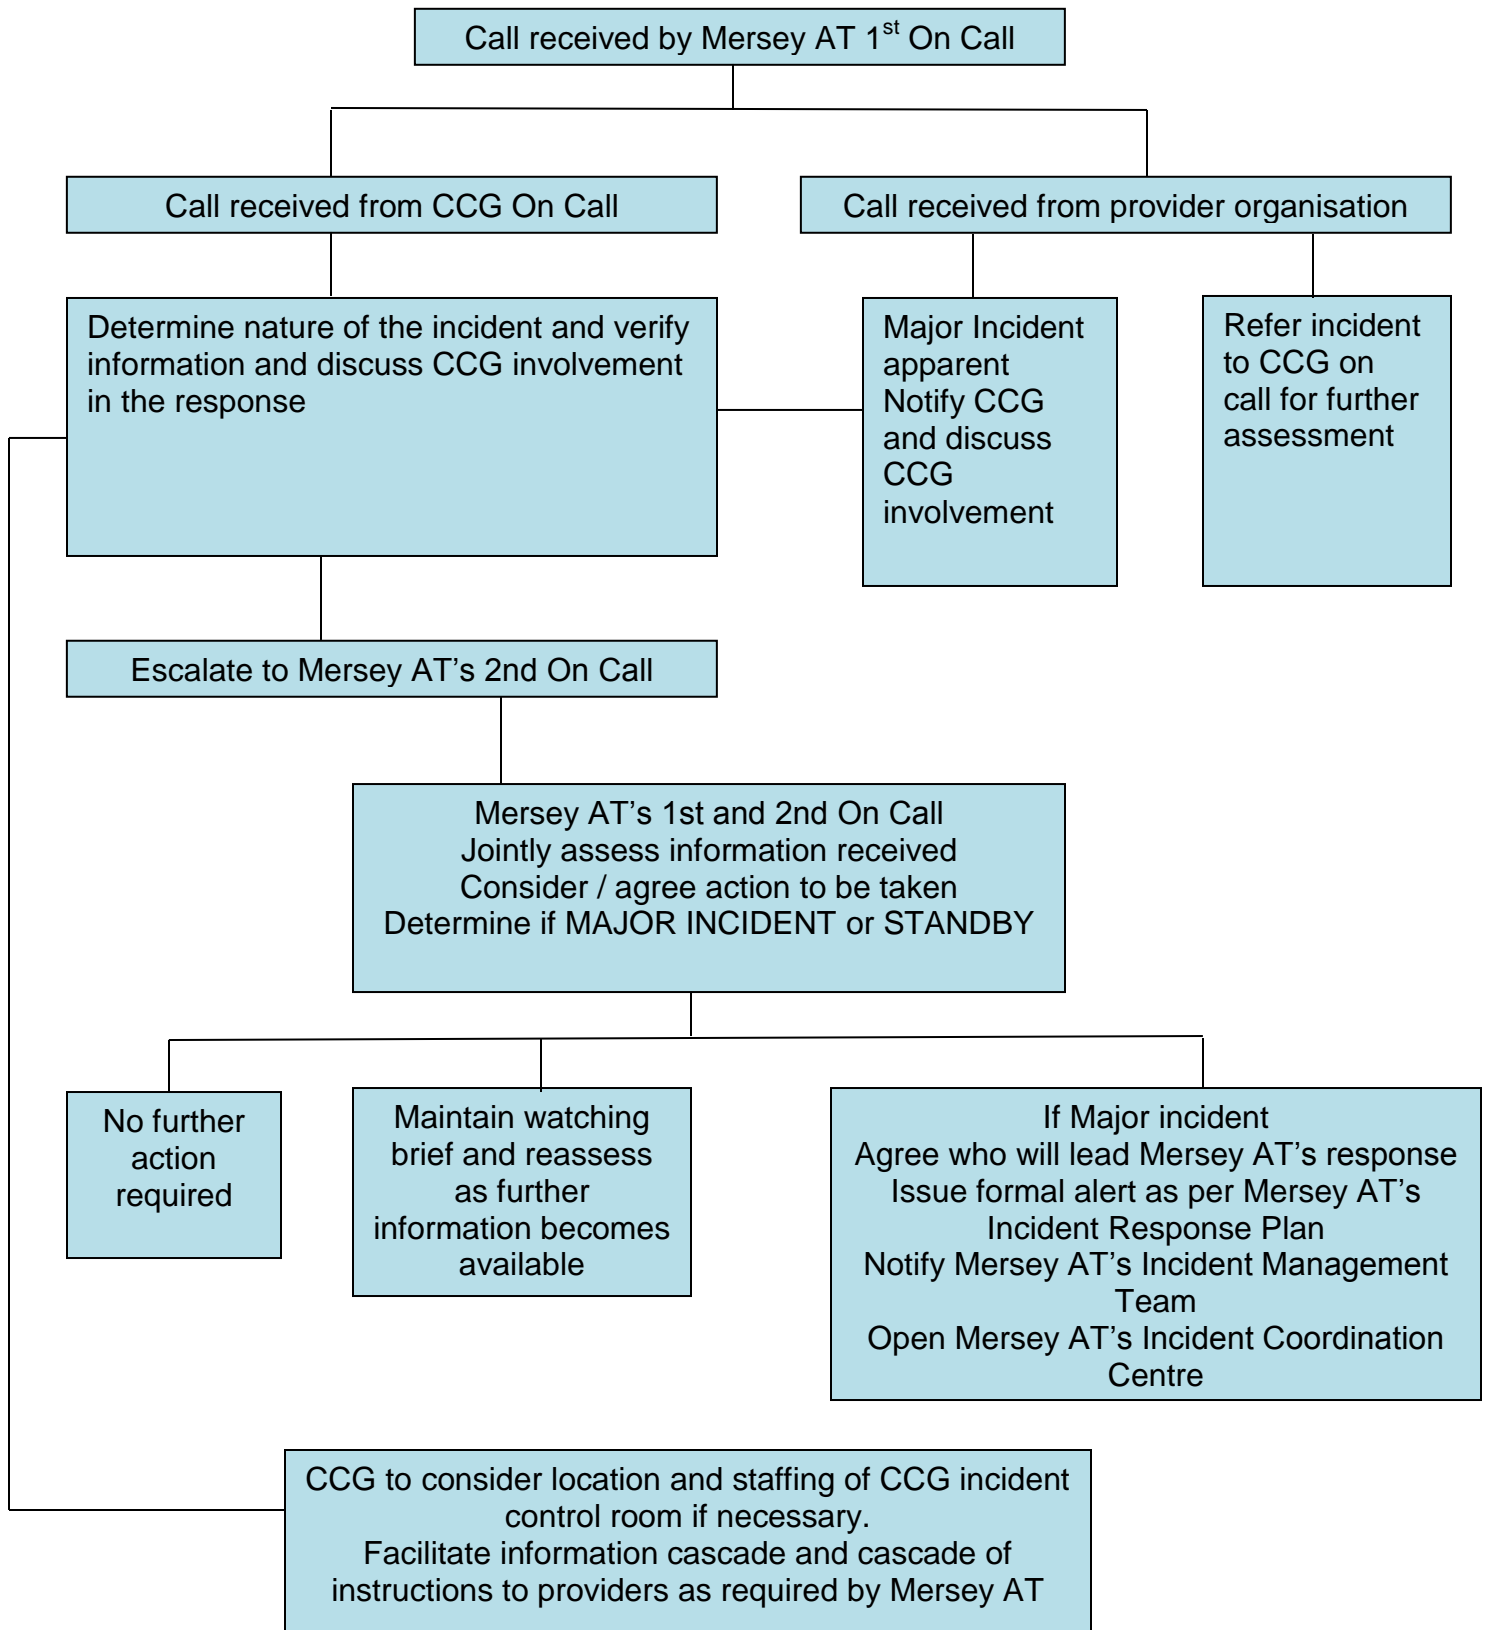 Call received by Mersey AT 1st On Call
Call received from CCG On Call
Call received from provider organisation
Determine nature of the incident and verify
information and discuss CCG involvement
in the response
Major Incident
apparent
Notify CCG
and discuss
CCG
involvement
Refer incident
to CCG on
call for further
assessment
Escalate to Mersey AT’s 2nd On Call
Mersey AT’s 1st and 2nd On Call
Jointly assess information received
Consider / agree action to be taken
Determine if MAJOR INCIDENT or STANDBY
No further
action
required
Maintain watching
brief and reassess
as further
information becomes
available
If Major incident
Agree who will lead Mersey AT’s response
Issue formal alert as per Mersey AT’s
Incident Response Plan
Notify Mersey AT’s Incident Management
Team
Open Mersey AT’s Incident Coordination
Centre
CCG to consider location and staffing of CCG incident
control room if necessary.
Facilitate information cascade and cascade of
instructions to providers as required by Mersey AT